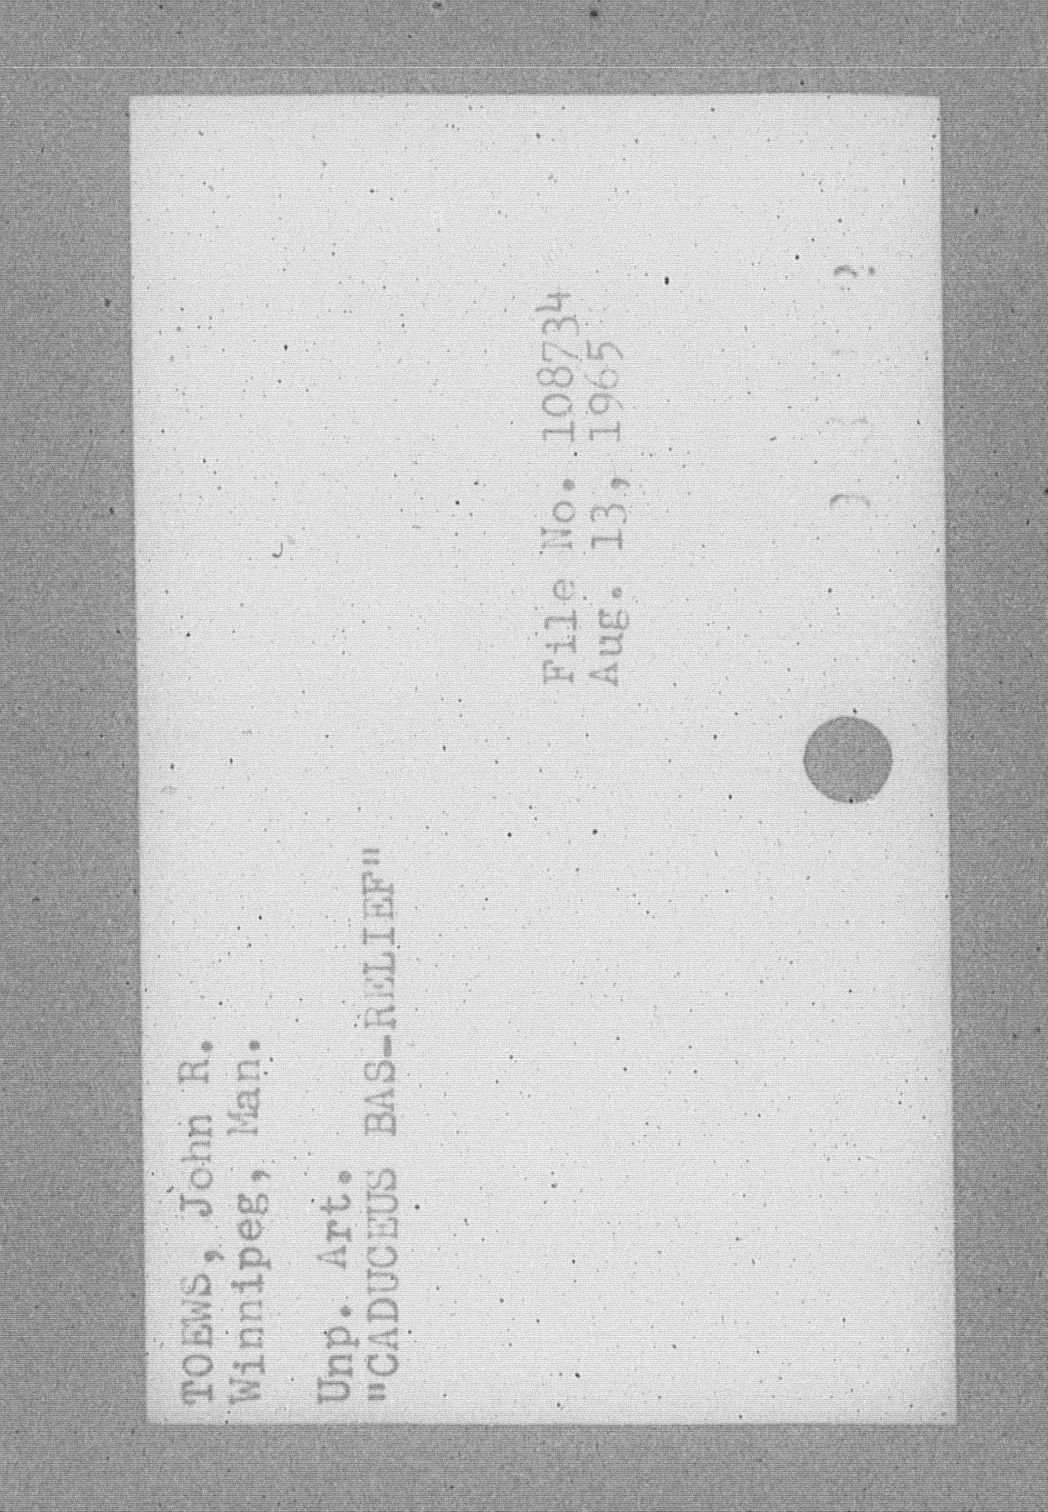 TOEWS, John R.
Winnipeg, Man.
Unp. Art.
"CADUCEUS BAS-RELIEF"
File No. 108734
Aug. 13, 1965